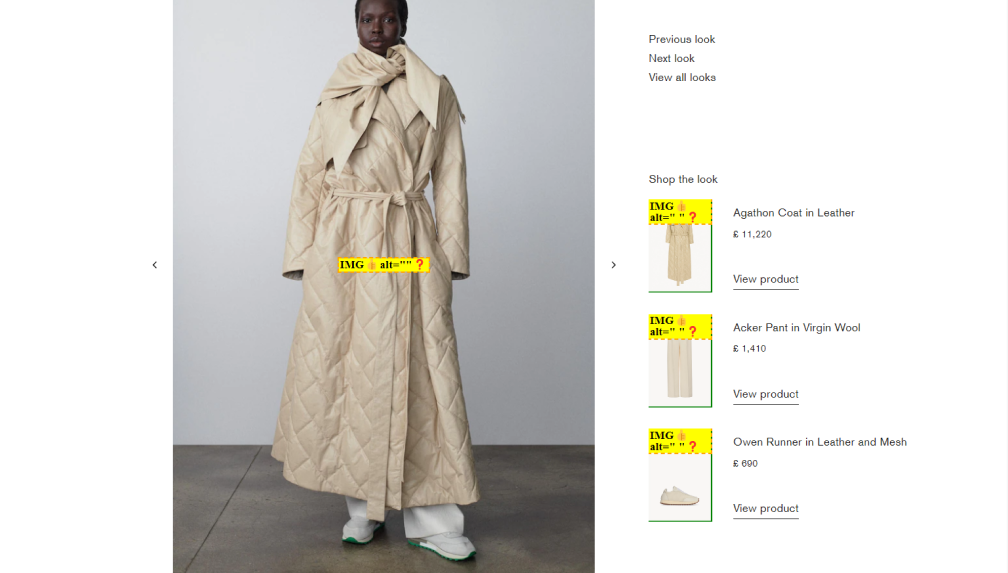 Previous look
Next look
View all looks
Shop the look
IMG 👍
alt=" "❓
Agathon Coat in Leather
£ 11,220
View product
IMG 👍 alt=""❓
IMG 👍
alt=" "❓
Acker Pant in Virgin Wool
£ 1,410
View product
IMG 👍
alt=" "❓
Owen Runner in Leather and Mesh
£ 690
View product